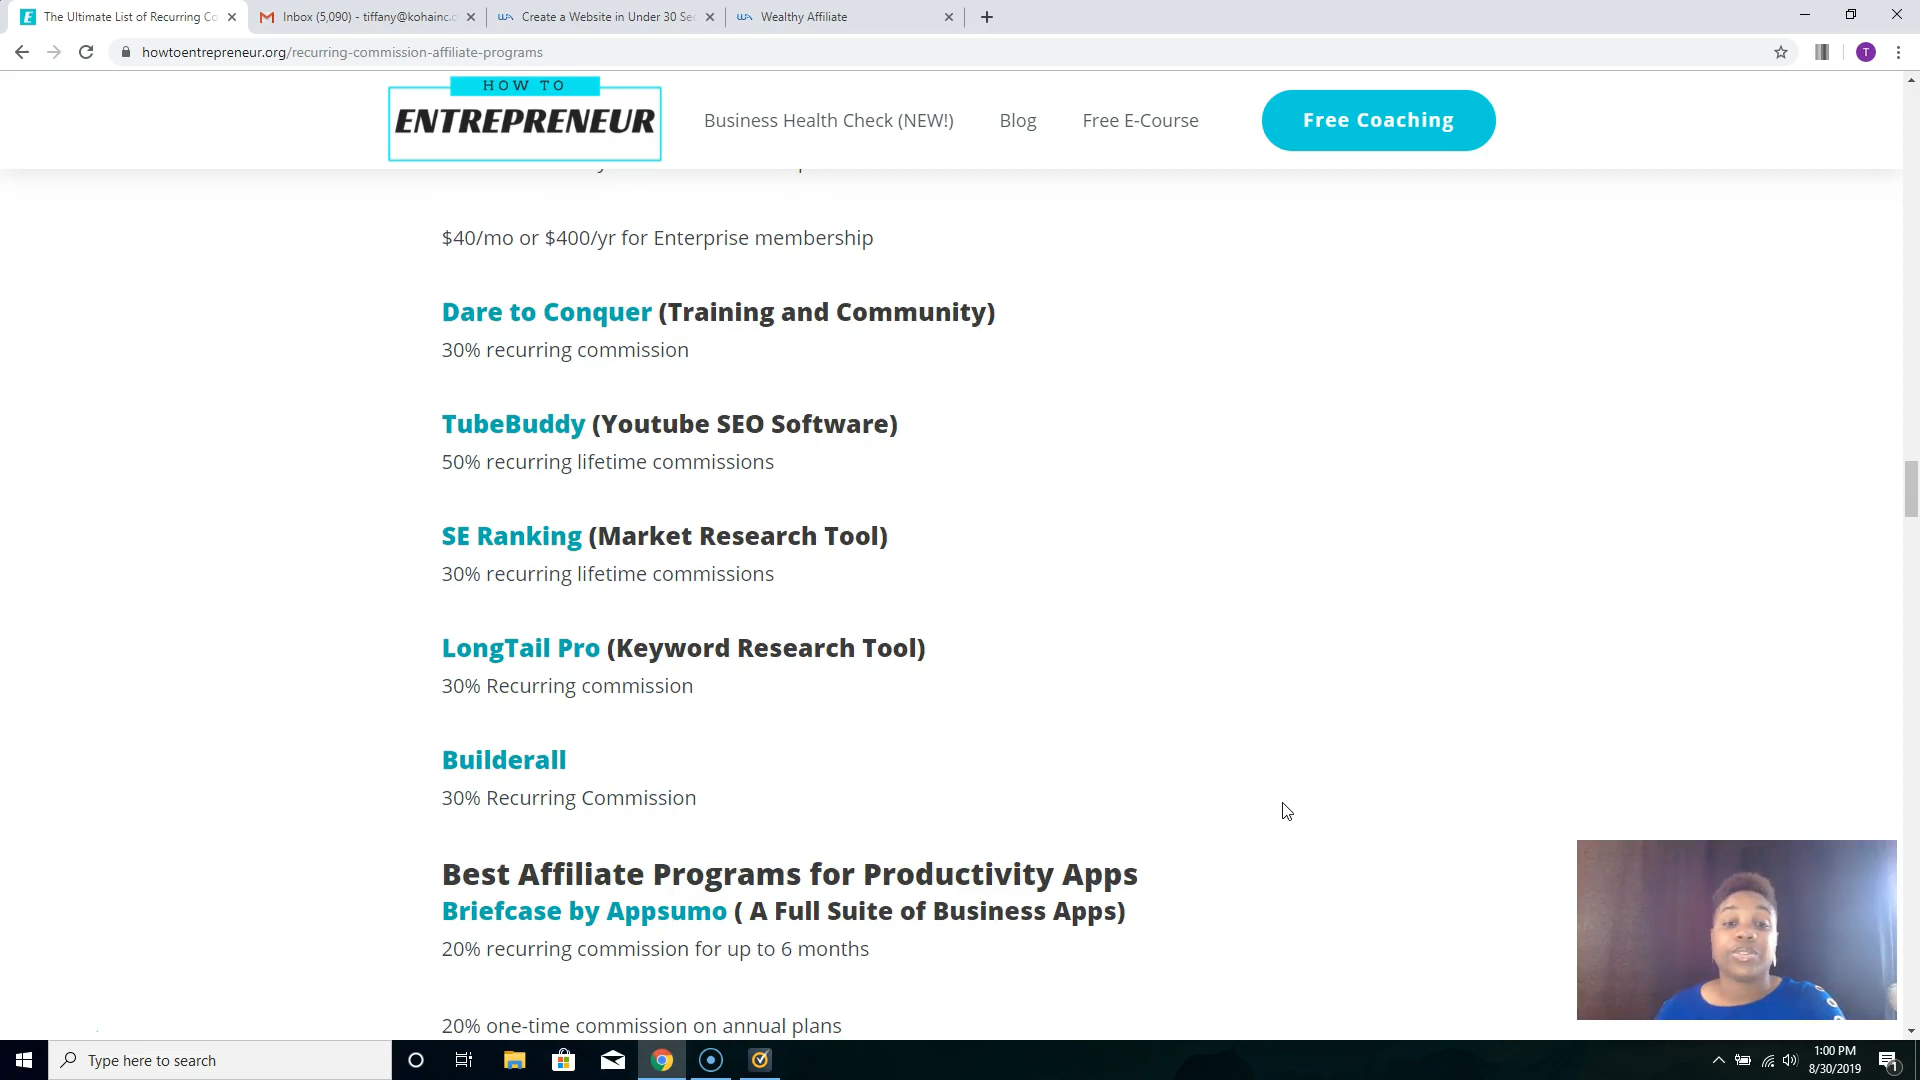 The Ultimate List of Recurring Co
Inbox (5,090) - tiffany@kohainc.c
Create a Website in Under 30 Sec
Wealthy Affiliate
howtoentrepreneur.org/recurring-commission-affiliate-programs
T
HOW TO
ENTREPRENEUR
Business Health Check (NEW!)
Blog
Free E-Course
Free Coaching
$40/mo or $400/yr for Enterprise membership
Dare to Conquer (Training and Community)
30% recurring commission
TubeBuddy (Youtube SEO Software)
50% recurring lifetime commissions
SE Ranking (Market Research Tool)
30% recurring lifetime commissions
LongTail Pro (Keyword Research Tool)
30% Recurring commission
Builderall
30% Recurring Commission
Best Affiliate Programs for Productivity Apps
Briefcase by Appsumo ( A Full Suite of Business Apps)
20% recurring commission for up to 6 months
20% one-time commission on annual plans
Type here to search
1:00 PM
8/30/2019
1